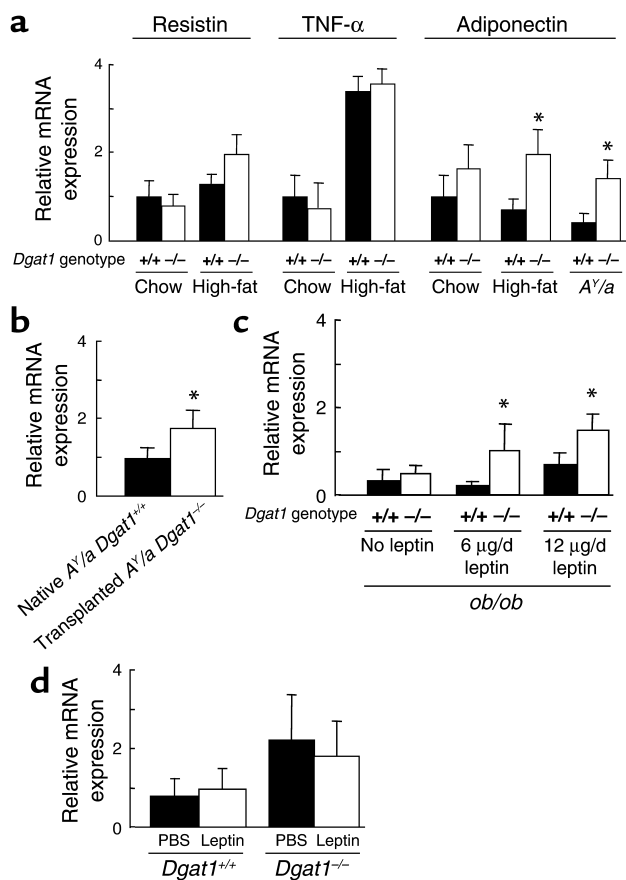 a
Resistin TNF-α Adiponectin
Relative mRNA
expression
4
2
0
Dgat1 genotype +/+ –/– +/+ –/– +/+ –/– +/+ –/– +/+ –/– +/+ –/– +/+ –/–
Chow High-fat Chow High-fat Chow High-fat Aʸ/a
* *
b
Relative mRNA
expression
4
2
0
*
Native Aʸ/a Dgat1⁺/⁺
Transplanted Aʸ/a Dgat1⁻/⁻
c
Relative mRNA
expression
4
2
0
* *
Dgat1 genotype +/+ –/– +/+ –/– +/+ –/–
No leptin 6 µg/d 12 µg/d
leptin leptin
ob/ob
d
Relative mRNA
expression
4
2
0
PBS Leptin PBS Leptin
Dgat1⁺/⁺ Dgat1⁻/⁻